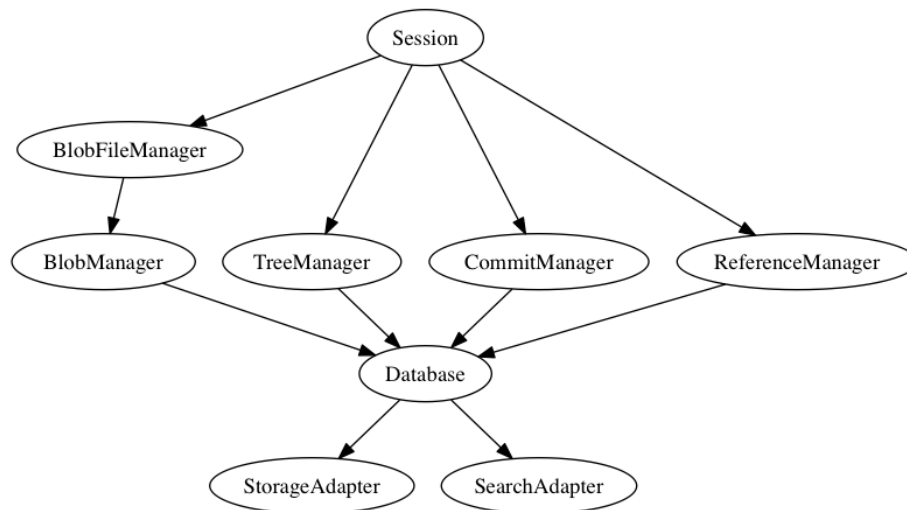 Session
BlobFileManager
BlobManager
TreeManager
CommitManager
ReferenceManager
Database
StorageAdapter
SearchAdapter